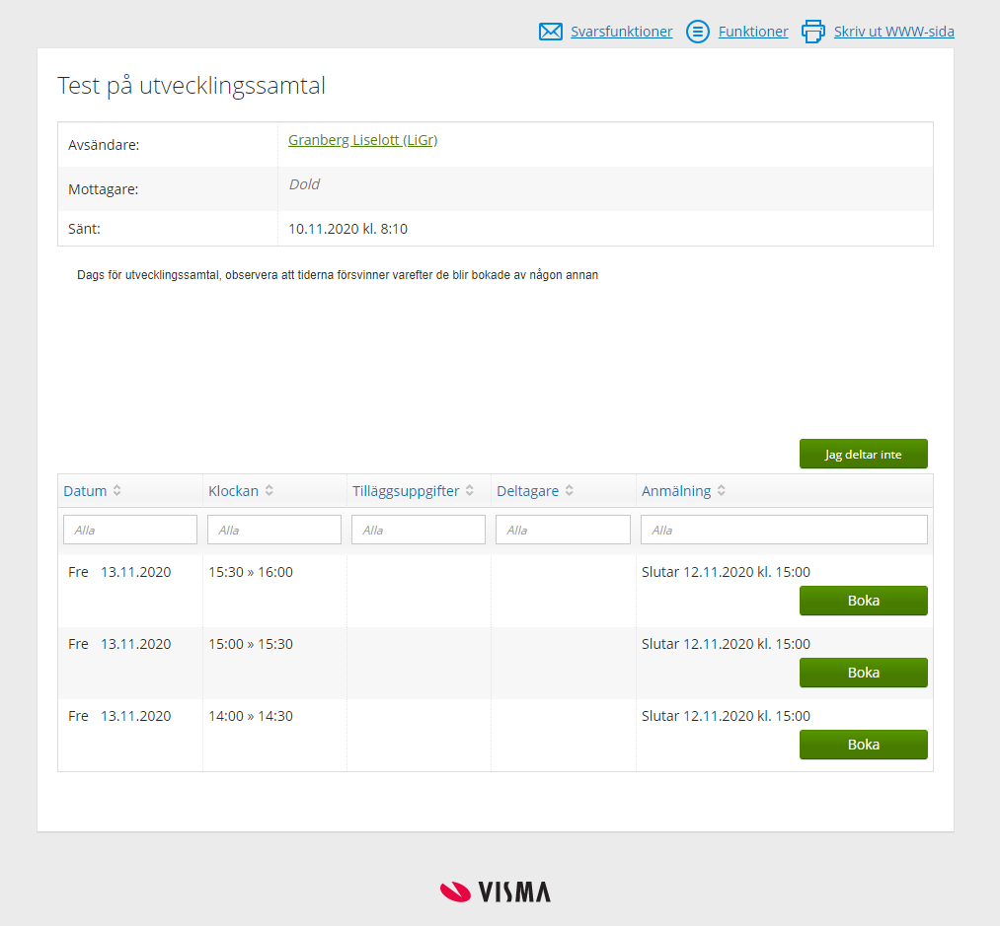 Svarsfunktioner Funktioner Skriv ut WWW-sida
Test på utvecklingssamtal
Avsändare: Granberg Liselott (LiGr)
Mottagare: Dold
Sänt: 10.11.2020 kl. 8:10
Dags för utvecklingssamtal, observera att tiderna försvinner varefter de blir bokade av någon annan
Jag deltar inte
Datum Klockan Tilläggsuppgifter Deltagare Anmälning
Alla Alla Alla Alla Alla
Fre 13.11.2020 15:30 » 16:00 Slutar 12.11.2020 kl. 15:00
Boka
Fre 13.11.2020 15:00 » 15:30 Slutar 12.11.2020 kl. 15:00
Boka
Fre 13.11.2020 14:00 » 14:30 Slutar 12.11.2020 kl. 15:00
Boka
VISMA